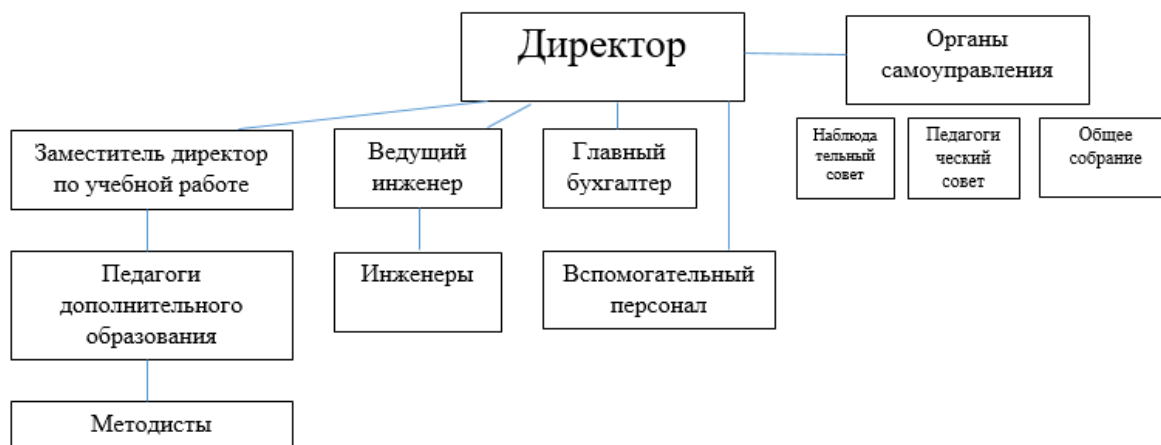 Директор
Органы
самоуправления
Заместитель директор
по учебной работе
Ведущий
инженер
Главный
бухгалтер
Наблюда
тельный
совет
Педагоги
ческий
совет
Общее
собрание
Педагоги
дополнительного
образования
Инженеры
Вспомогательный
персонал
Методисты